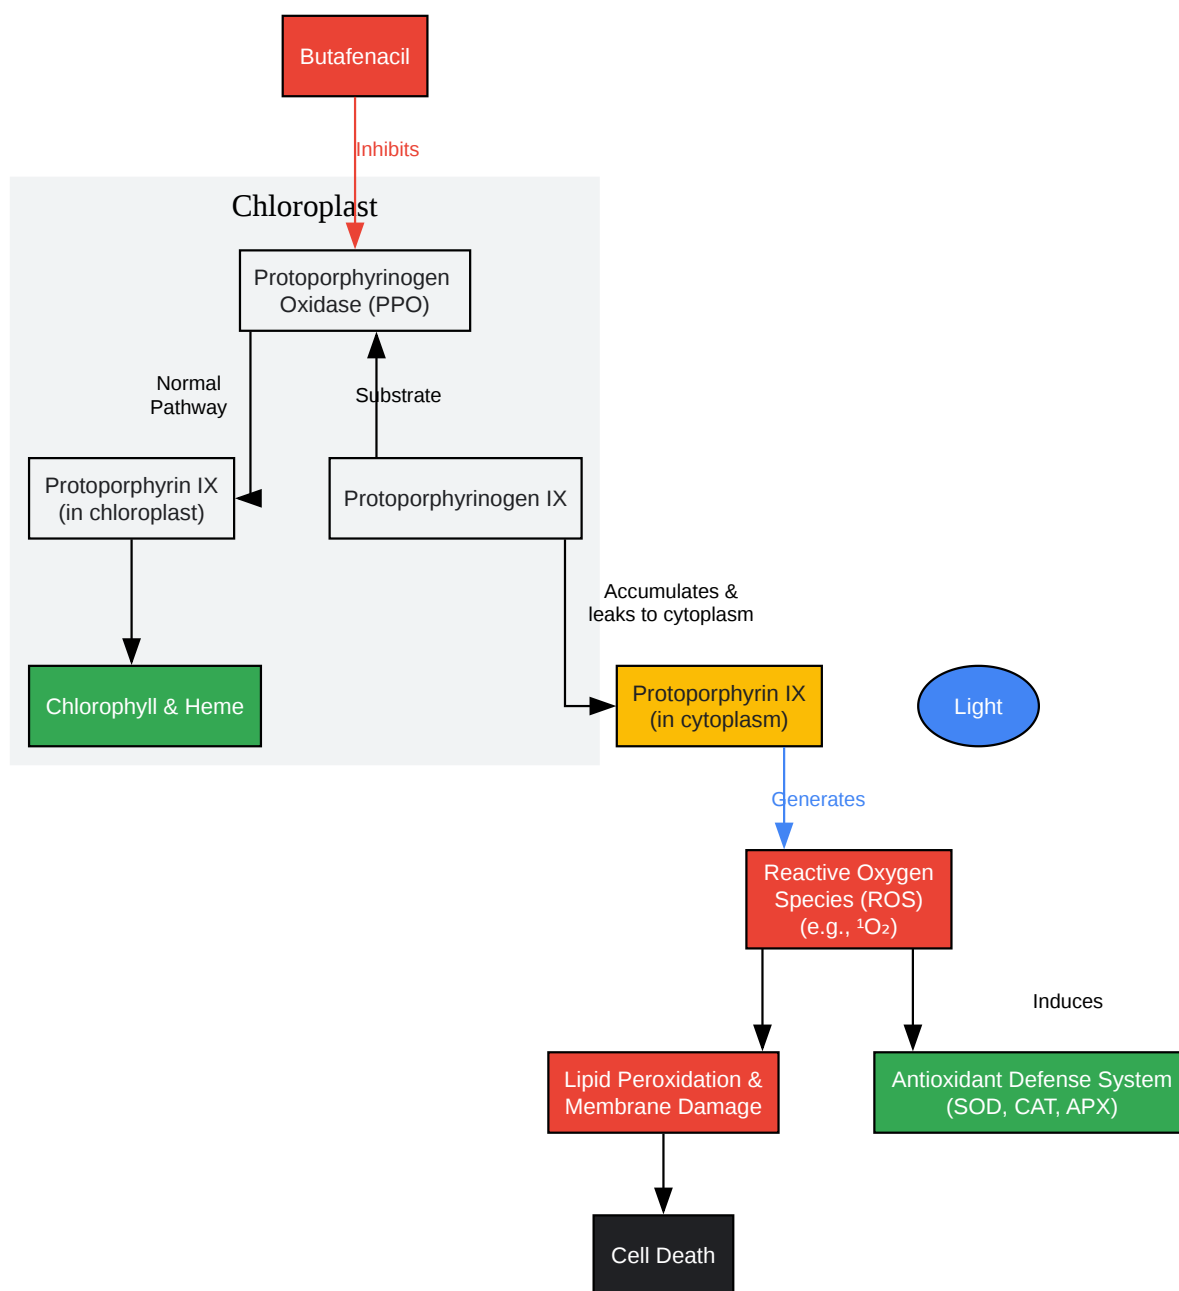 Butafenacil
Inhibits
Chloroplast
Protoporphyrinogen
Oxidase (PPO)
Normal
Pathway
Substrate
Protoporphyrin IX
(in chloroplast)
Protoporphyrinogen IX
Accumulates &
leaks to cytoplasm
Chlorophyll & Heme
Protoporphyrin IX
(in cytoplasm)
Light
Generates
Reactive Oxygen
Species (ROS)
(e.g., ¹O₂)
Induces
Lipid Peroxidation &
Membrane Damage
Antioxidant Defense System
(SOD, CAT, APX)
Cell Death